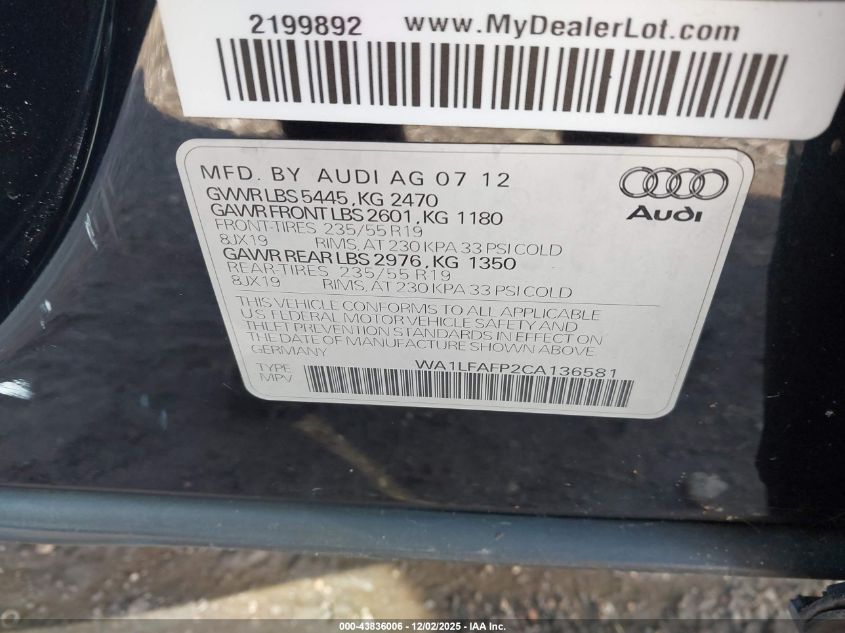 2199892 www.MyDealerLot.com
MFD. BY AUDI AG 07 12
GVWR LBS 5445, KG 2470
GAWR FRONT LBS 2601, KG 1180
FRONT-TIRES 235/55 R19
8JX19 RIMS, AT 230 KPA 33 PSI COLD
GAWR REAR LBS 2976, KG 1350
REAR-TIRES 235/55 R19
8JX19 RIMS, AT 230 KPA 33 PSI COLD
Audi
THIS VEHICLE CONFORMS TO ALL APPLICABLE
U.S. FEDERAL MOTOR VEHICLE SAFETY AND
THEFT PREVENTION STANDARDS IN EFFECT ON
THE DATE OF MANUFACTURE SHOWN ABOVE.
GERMANY
TYPE WA1LFAFP2CA136581
MPV
000-43836006 - 12/02/2025 - IAA Inc.